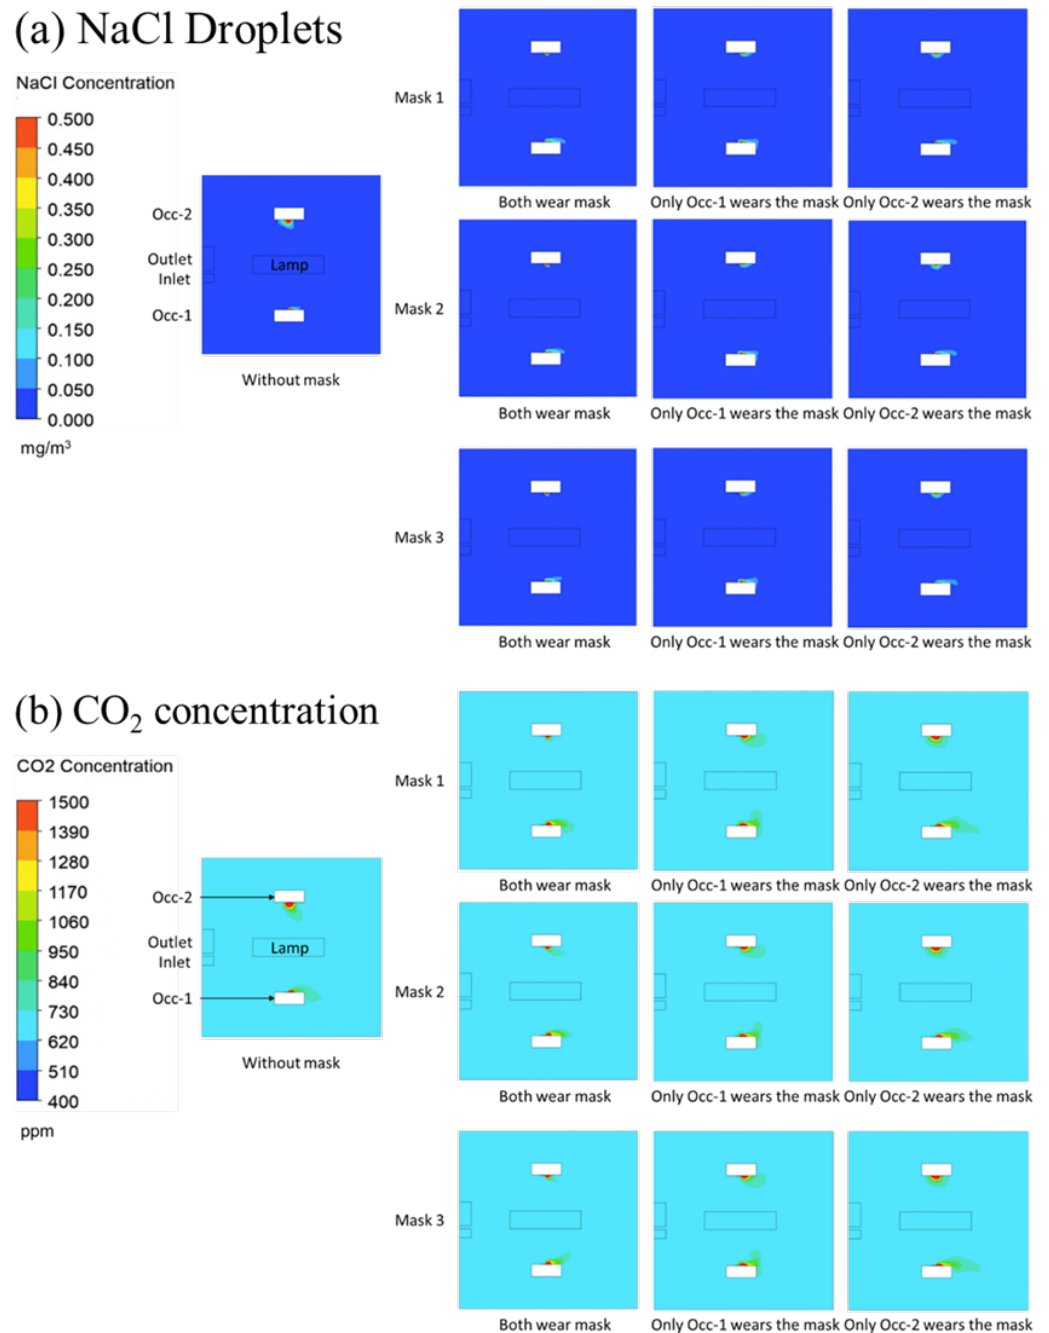 (a) NaCl Droplets
NaCl Concentration
0.500
0.450
0.400
0.350
0.300
0.250
0.200
0.150
0.100
0.050
0.000
mg/m³
Occ-2
Outlet
Inlet
Lamp
Occ-1
Without mask
Mask 1
Both wear mask
Only Occ-1 wears the mask
Only Occ-2 wears the mask
Mask 2
Both wear mask
Only Occ-1 wears the mask
Only Occ-2 wears the mask
Mask 3
Both wear mask
Only Occ-1 wears the mask
Only Occ-2 wears the mask
(b) CO₂ concentration
CO2 Concentration
1500
1390
1280
1170
1060
950
840
730
620
510
400
ppm
Occ-2
Outlet
Inlet
Lamp
Occ-1
Without mask
Mask 1
Both wear mask
Only Occ-1 wears the mask
Only Occ-2 wears the mask
Mask 2
Both wear mask
Only Occ-1 wears the mask
Only Occ-2 wears the mask
Mask 3
Both wear mask
Only Occ-1 wears the mask
Only Occ-2 wears the mask